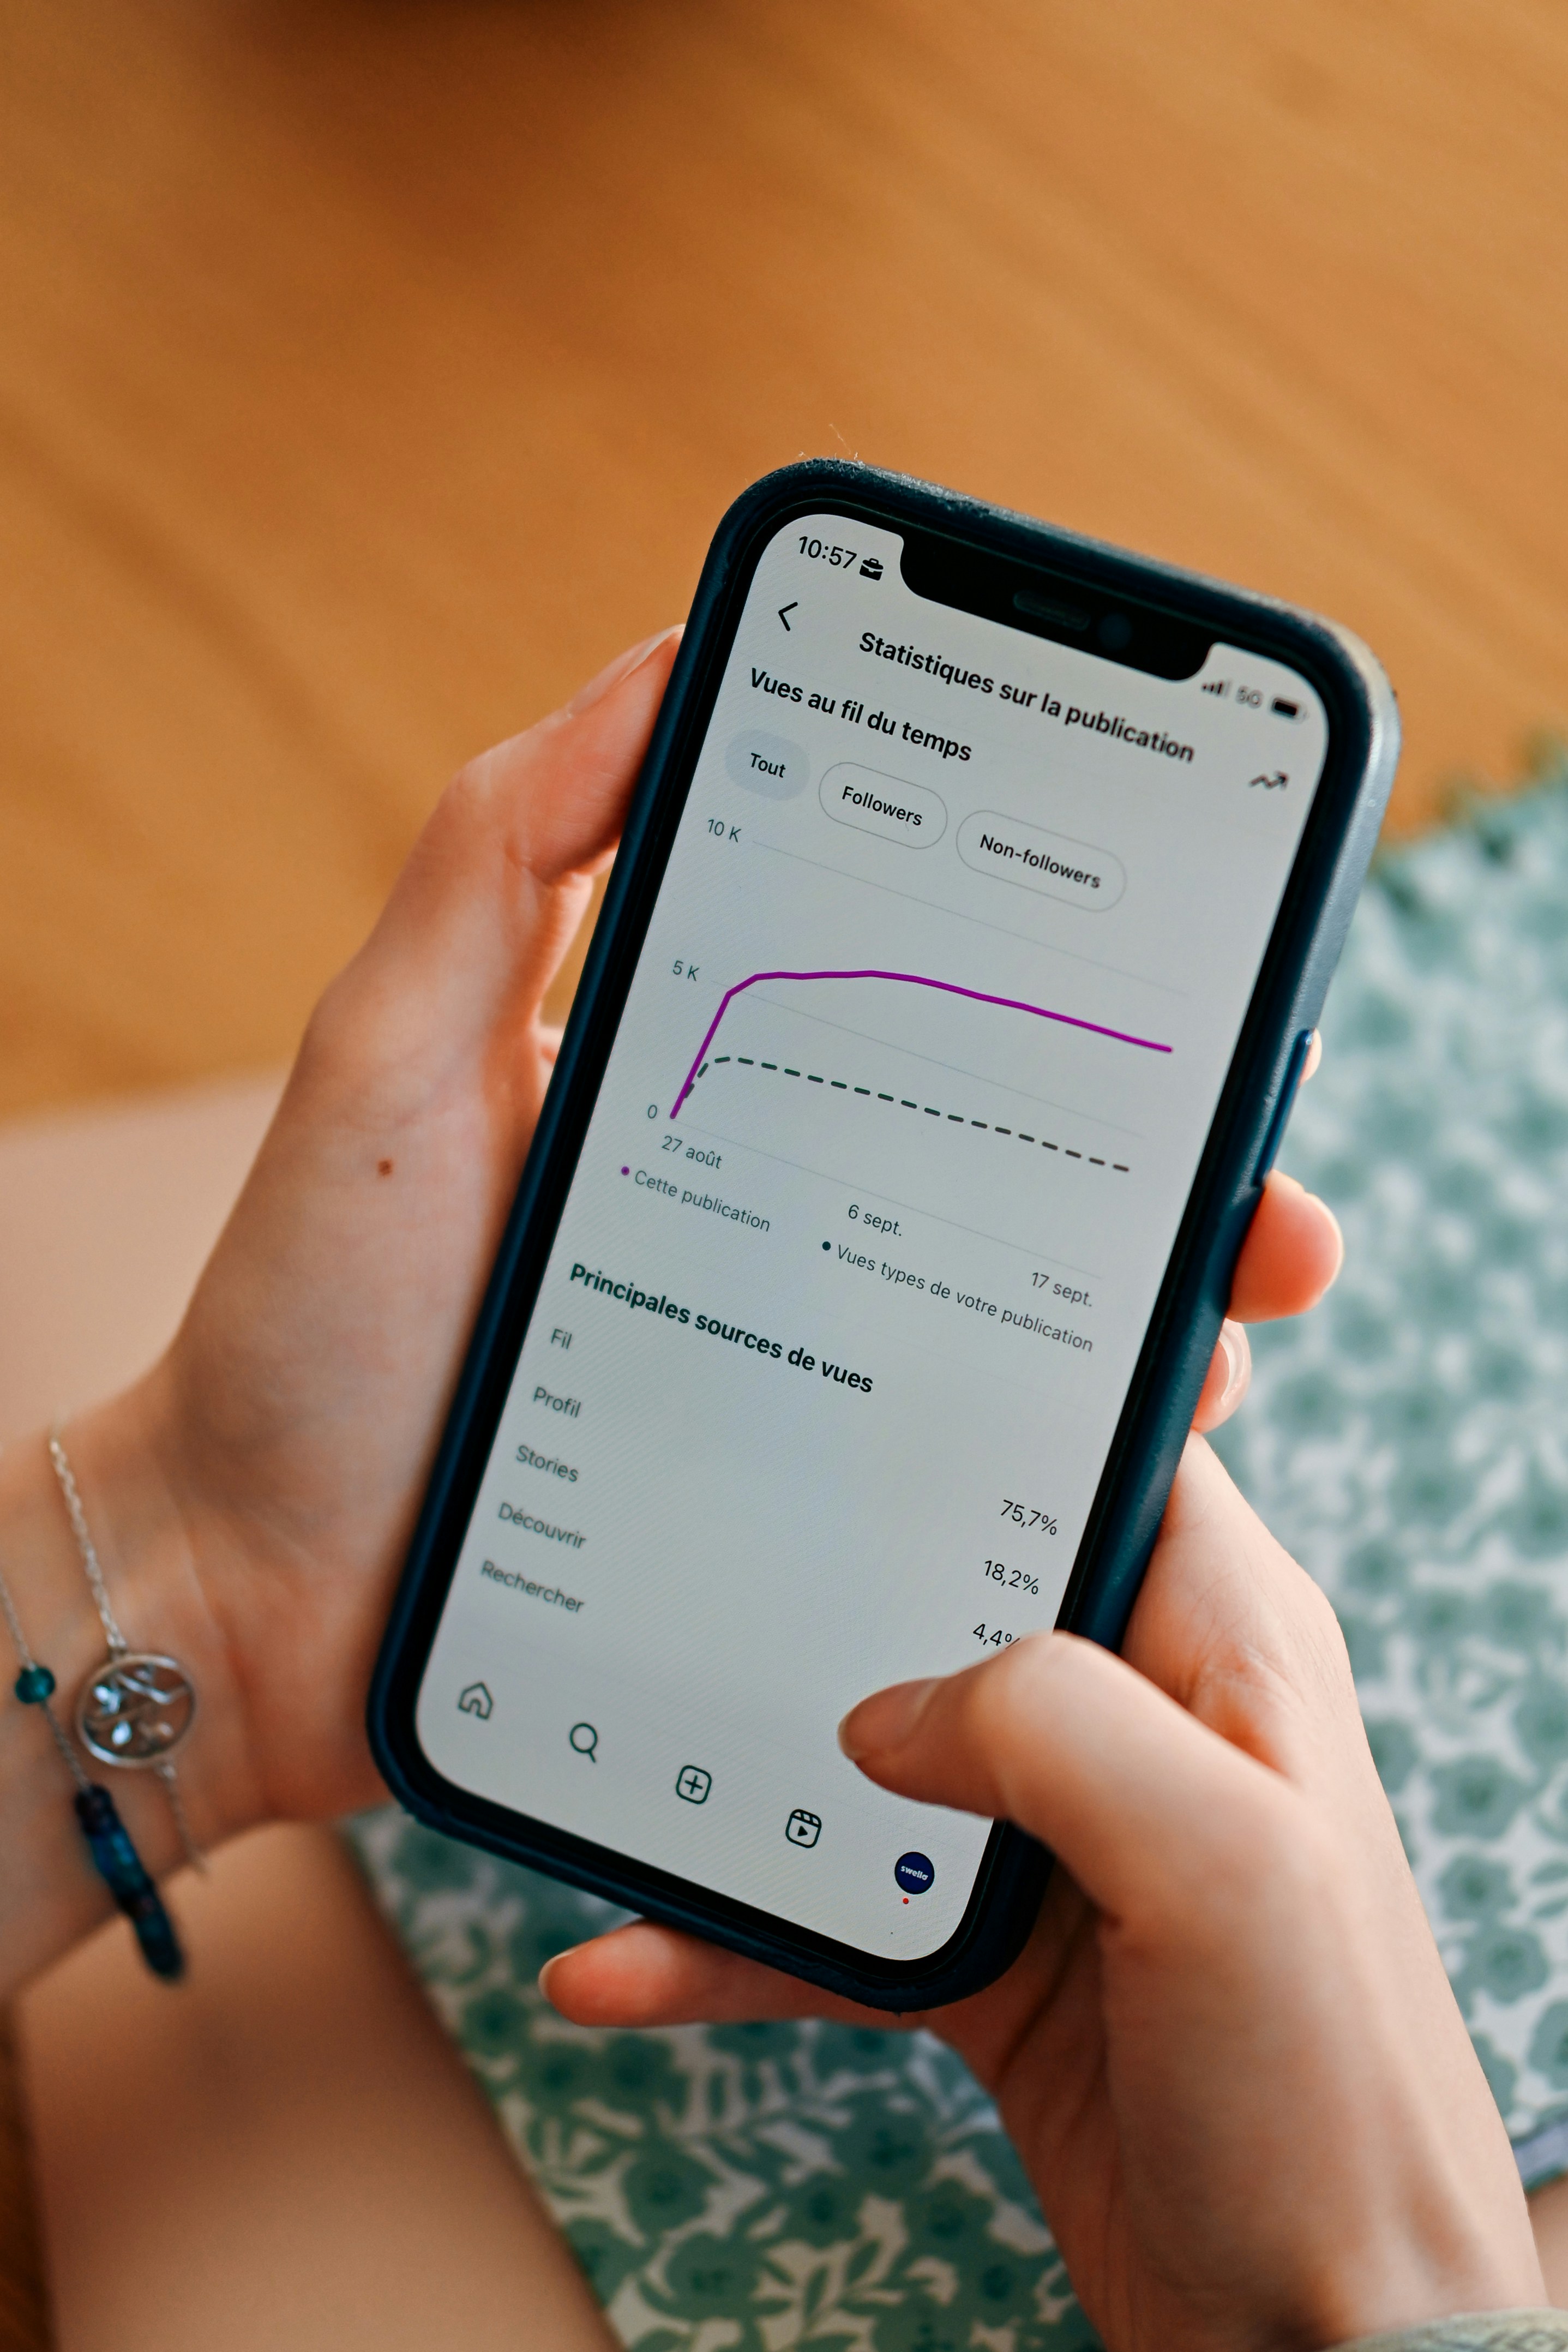 10:57
5G
Statistiques sur la publication
Vues au fil du temps
Tout Followers Non-followers
10 K
5 K
0
27 août 6 sept. 17 sept.
Cette publication Vues types de votre publication
Principales sources de vues
Fil 75,7%
Profil 18,2%
Stories 4,4%
Découvrir
Rechercher
swello